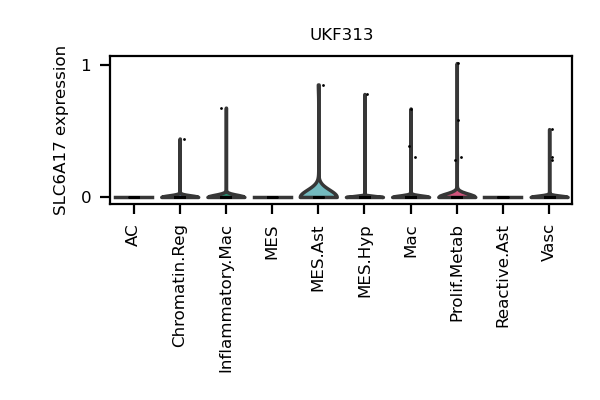 UKF313
SLC6A17 expression
1
0
AC
Chromatin.Reg
Inflammatory.Mac
MES
MES.Ast
MES.Hyp
Mac
Prolif.Metab
Reactive.Ast
Vasc